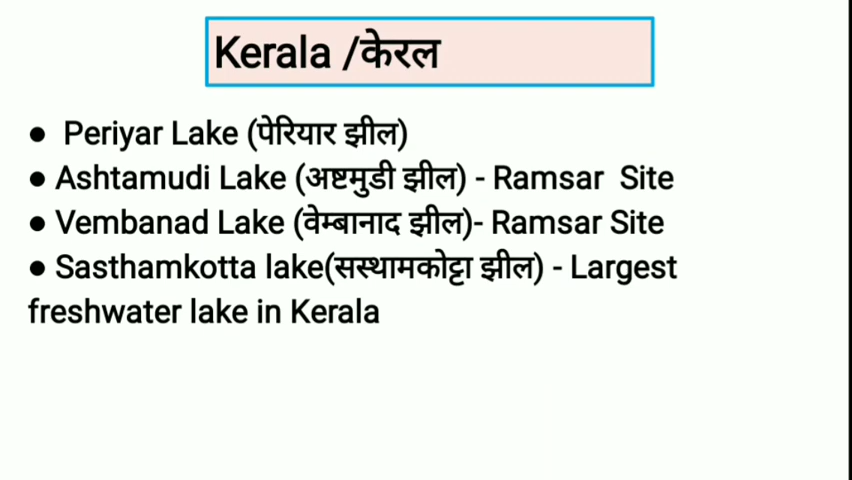 Kerala /केरल
● Periyar Lake (पेरियार झील)
● Ashtamudi Lake (अष्टमुडी झील) - Ramsar Site
● Vembanad Lake (वेम्बानाद झील)- Ramsar Site
● Sasthamkotta lake(सस्थामकोट्टा झील) - Largest
freshwater lake in Kerala